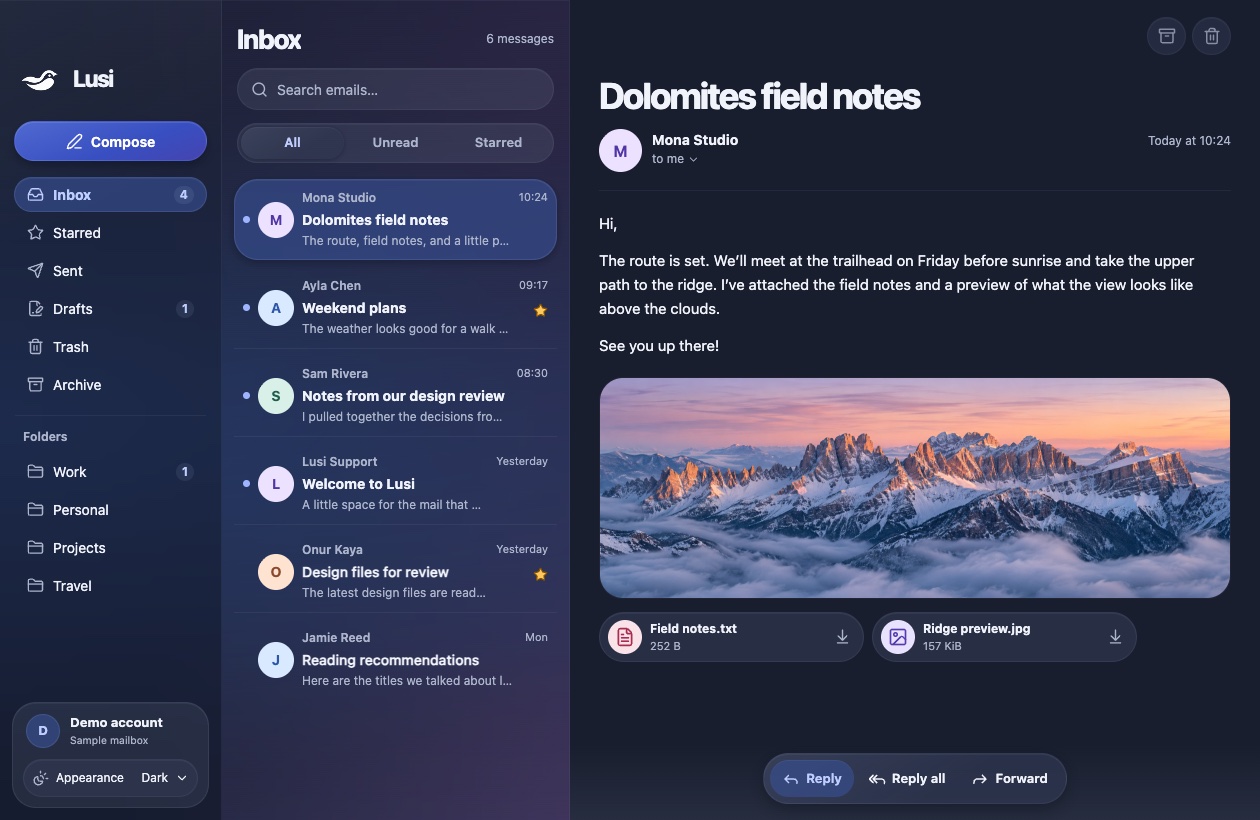 Lusi
Compose
Inbox 4
Starred
Sent
Drafts 1
Trash
Archive
Folders
Work 1
Personal
Projects
Travel
D
Demo account
Sample mailbox
Appearance Dark
Inbox
6 messages
Search emails...
All Unread Starred
Mona Studio 10:24
M
Dolomites field notes
The route, field notes, and a little p...
Ayla Chen 09:17
A
Weekend plans
The weather looks good for a walk ...
Sam Rivera 08:30
S
Notes from our design review
I pulled together the decisions fro...
Lusi Support Yesterday
L
Welcome to Lusi
A little space for the mail that ...
Onur Kaya Yesterday
O
Design files for review
The latest design files are read...
Jamie Reed Mon
J
Reading recommendations
Here are the titles we talked about l...
Dolomites field notes
M
Mona Studio
to me
Today at 10:24
Hi,
The route is set. We’ll meet at the trailhead on Friday before sunrise and take the upper
path to the ridge. I’ve attached the field notes and a preview of what the view looks like
above the clouds.
See you up there!
Field notes.txt
252 B
Ridge preview.jpg
157 KiB
Reply Reply all Forward